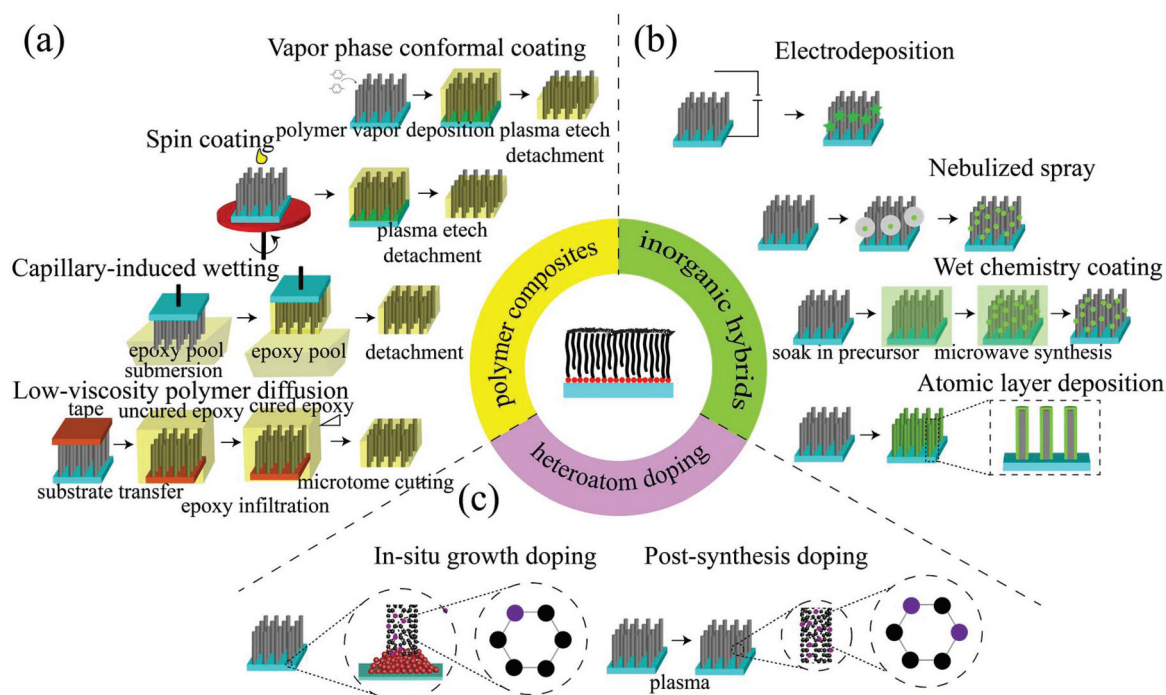 (a)
Vapor phase conformal coating
polymer vapor deposition
plasma etech
detachment
Spin coating
plasma etech
detachment
Capillary-induced wetting
epoxy pool
submersion
epoxy pool
detachment
Low-viscosity polymer diffusion
tape
uncured epoxy
cured epoxy
substrate transfer
epoxy infiltration
microtome cutting
(b)
Electrodeposition
Nebulized spray
Wet chemistry coating
soak in precursor
microwave synthesis
Atomic layer deposition
polymer composites
inorganic hybrids
heteroatom doping
(c)
In-situ growth doping
Post-synthesis doping
plasma